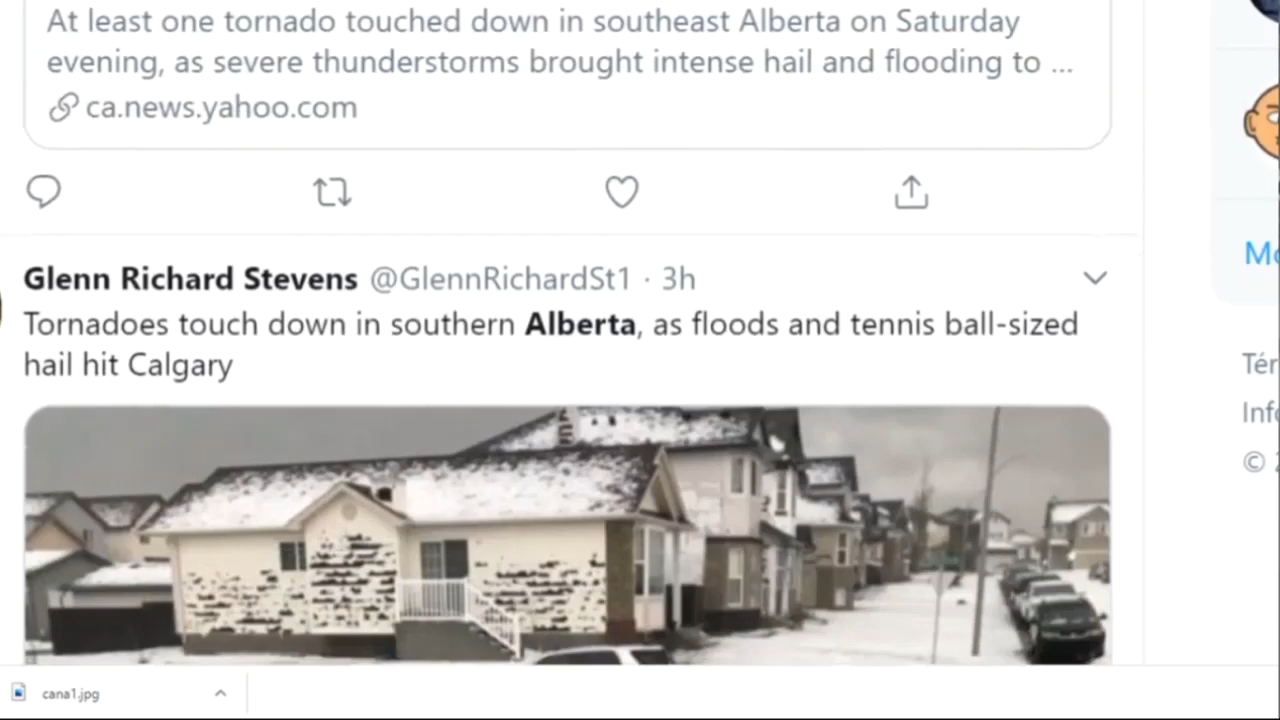 At least one tornado touched down in southeast Alberta on Saturday
evening, as severe thunderstorms brought intense hail and flooding to ...
ca.news.yahoo.com
Glenn Richard Stevens @GlennRichardSt1 · 3h
Tornadoes touch down in southern Alberta, as floods and tennis ball-sized
hail hit Calgary
cana1.jpg
©